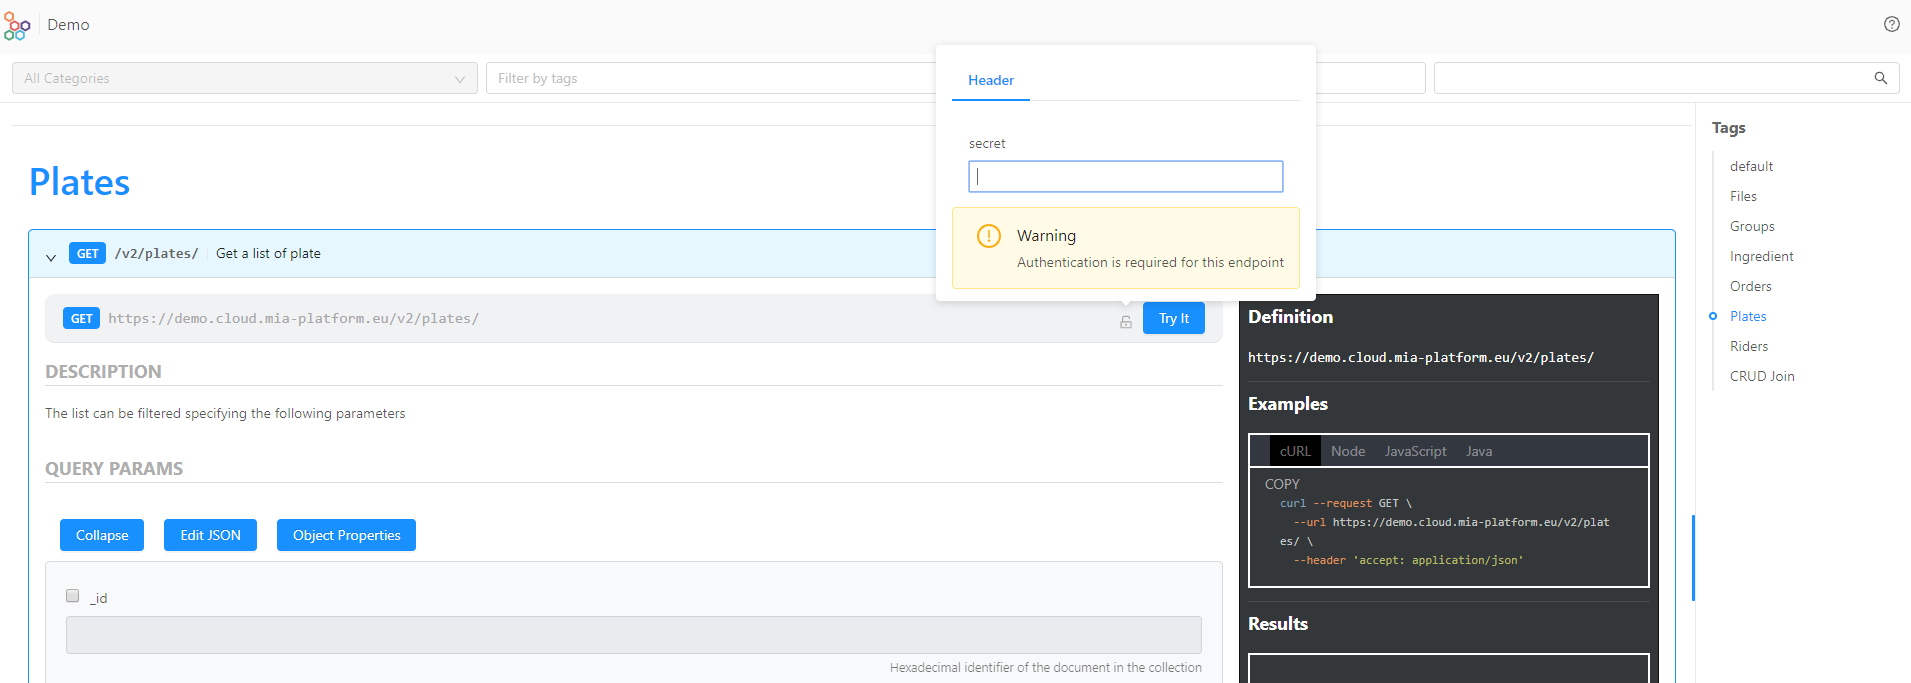 Demo
All Categories
Filter by tags
Header
secret
Warning
Authentication is required for this endpoint
Plates
GET /v2/plates/ Get a list of plate
GET https://demo.cloud.mia-platform.eu/v2/plates/
Try It
DESCRIPTION
The list can be filtered specifying the following parameters
QUERY PARAMS
Collapse Edit JSON Object Properties
_id
Hexadecimal identifier of the document in the collection
Definition
https://demo.cloud.mia-platform.eu/v2/plates/
Examples
cURL Node JavaScript Java
COPY
curl --request GET \
--url https://demo.cloud.mia-platform.eu/v2/plat
es/ \
--header 'accept: application/json'
Results
Tags
default
Files
Groups
Ingredient
Orders
Plates
Riders
CRUD Join